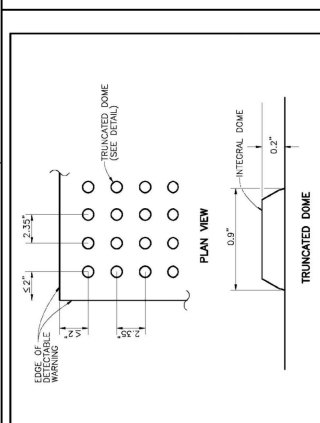 EDGE OF
DETECTABLE
WARNING
≤2"
2.35"
≤2"
2.35"
TRUNCATED DOME
(SEE DETAIL)
PLAN VIEW
INTEGRAL DOME
0.9"
0.2"
TRUNCATED DOME